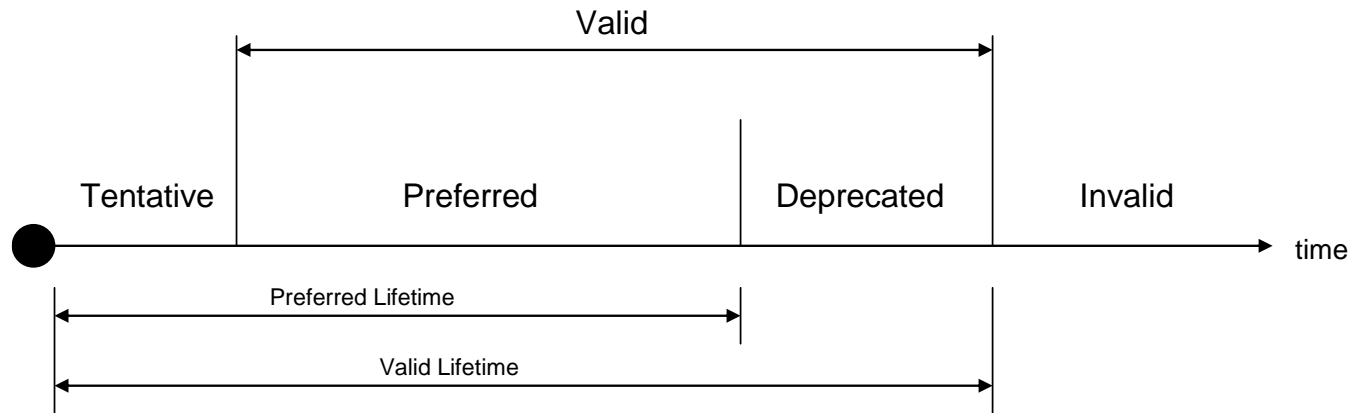 Valid
Tentative Preferred Deprecated Invalid
time
Preferred Lifetime
Valid Lifetime